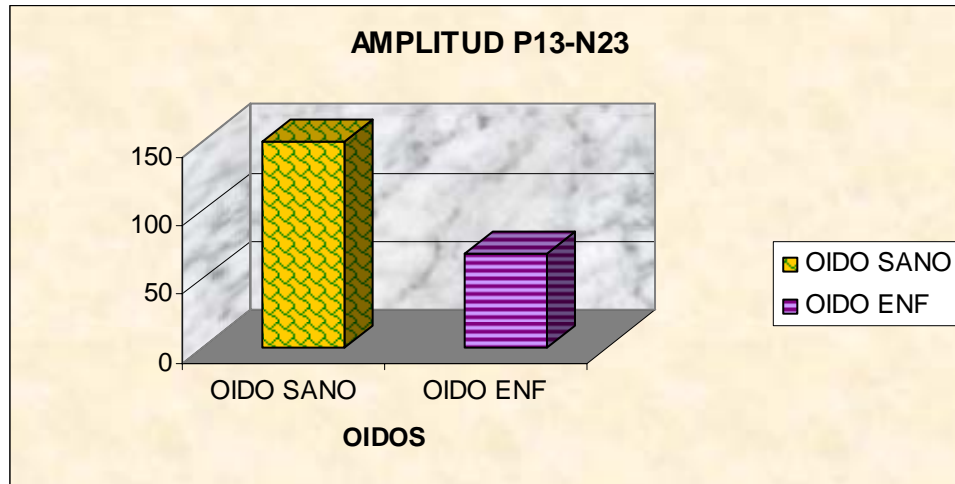 AMPLITUD P13-N23
150
100
50
0
OIDO SANO
OIDO ENF
OIDOS
OIDO SANO
OIDO ENF